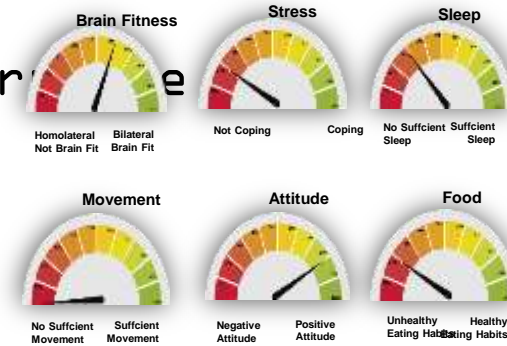 Brain Fitness
Stress
Sleep
Homolateral Bilateral
Not Brain Fit Brain Fit
Not Coping Coping
No Suffcient Suffcient
Sleep Sleep
Movement
Attitude
Food
No Suffcient Suffcient
Movement Movement
Negative Positive
Attitude Attitude
Unhealthy Healthy
Eating Habits Eating Habits